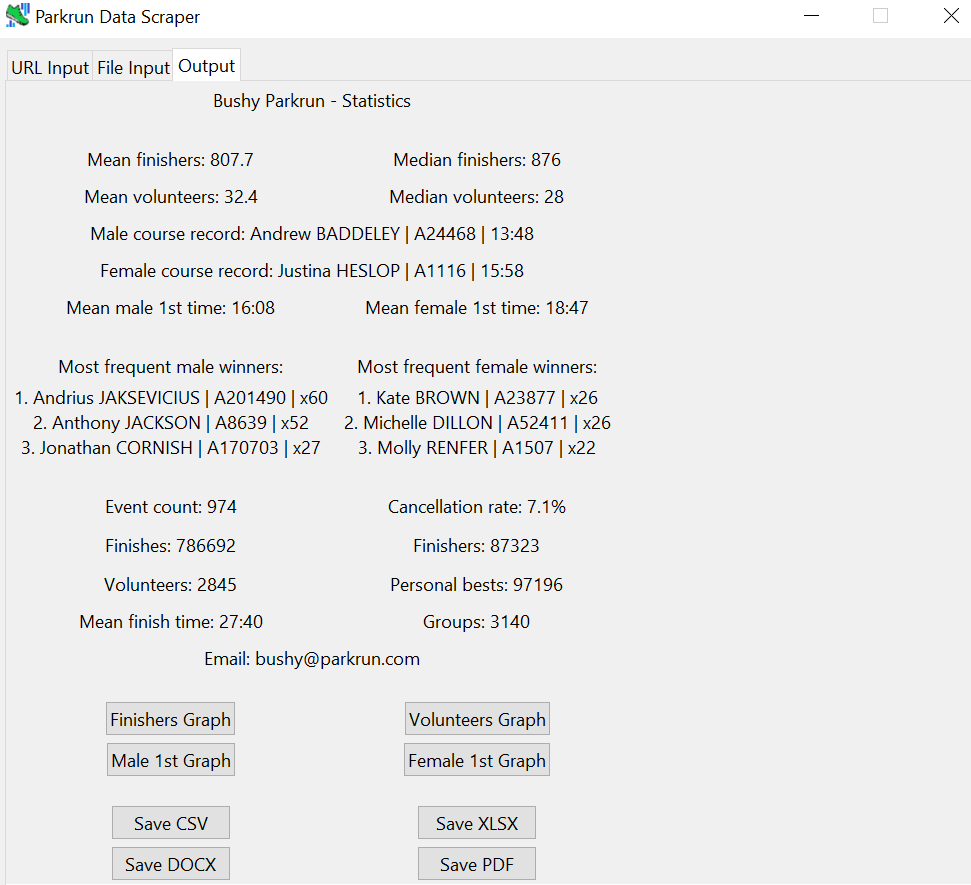 Parkrun Data Scraper
URL Input File Input Output
Bushy Parkrun - Statistics
Mean finishers: 807.7 Median finishers: 876
Mean volunteers: 32.4 Median volunteers: 28
Male course record: Andrew BADDELEY | A24468 | 13:48
Female course record: Justina HESLOP | A1116 | 15:58
Mean male 1st time: 16:08 Mean female 1st time: 18:47
Most frequent male winners: Most frequent female winners:
1. Andrius JAKSEVICIUS | A201490 | x60 1. Kate BROWN | A23877 | x26
2. Anthony JACKSON | A8639 | x52 2. Michelle DILLON | A52411 | x26
3. Jonathan CORNISH | A170703 | x27 3. Molly RENFER | A1507 | x22
Event count: 974 Cancellation rate: 7.1%
Finishes: 786692 Finishers: 87323
Volunteers: 2845 Personal bests: 97196
Mean finish time: 27:40 Groups: 3140
Email: bushy@parkrun.com
Finishers Graph Volunteers Graph
Male 1st Graph Female 1st Graph
Save CSV Save XLSX
Save DOCX Save PDF